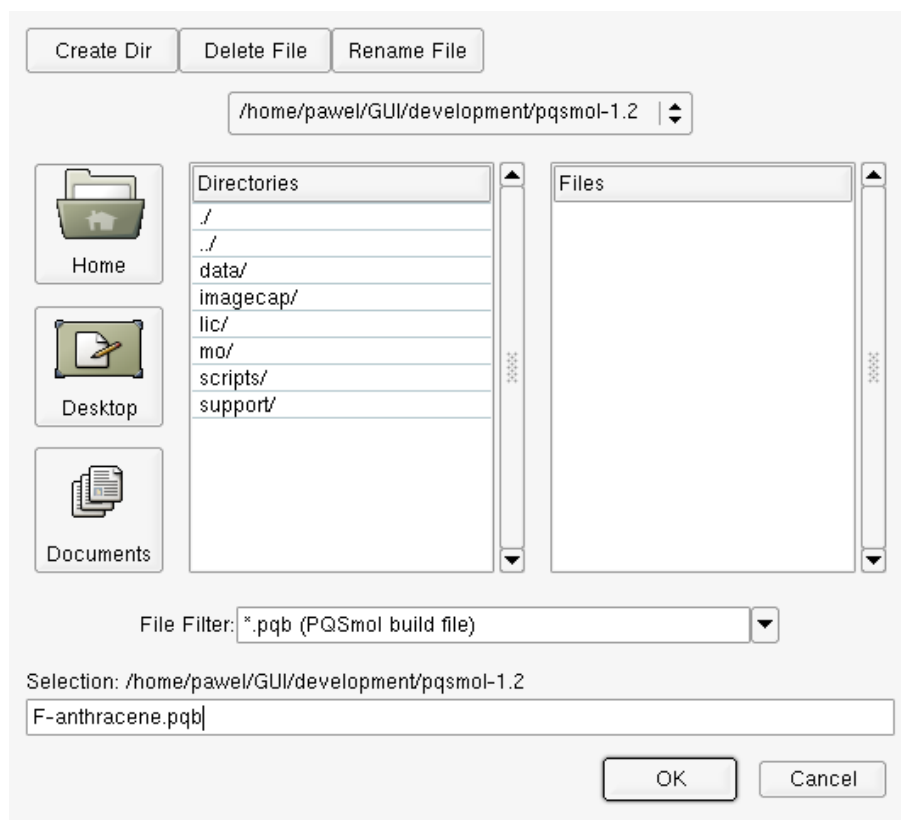 Create Dir
Delete File
Rename File
/home/pawel/GUI/development/pqsmol-1.2
Home
Desktop
Documents
Directories
./
../
data/
imagecap/
lic/
mo/
scripts/
support/
Files
File Filter: *.pqb (PQSmol build file)
Selection: /home/pawel/GUI/development/pqsmol-1.2
F-anthracene.pqb
OK
Cancel